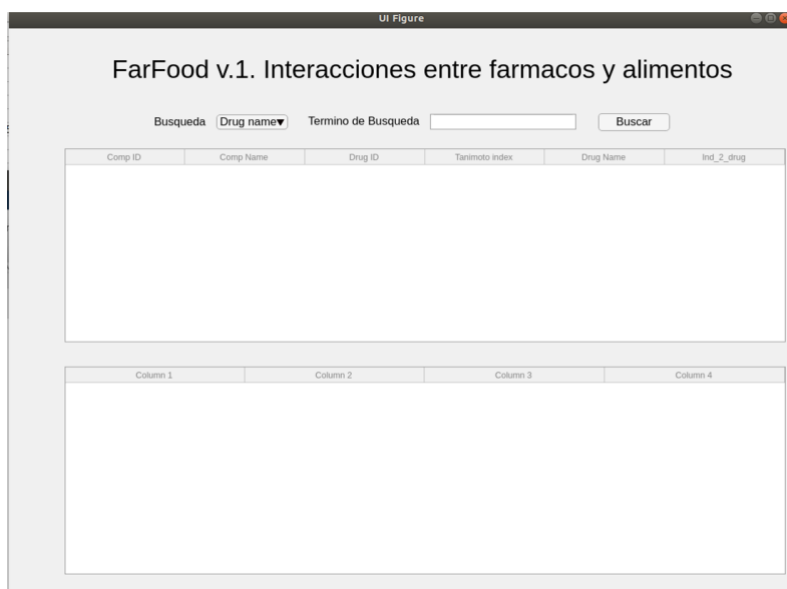 UI Figure
FarFood v.1. Interacciones entre farmacos y alimentos
Busqueda Drug name▼ Termino de Busqueda Buscar
Comp ID Comp Name Drug ID Tanimoto index Drug Name Ind_2_drug
Column 1 Column 2 Column 3 Column 4